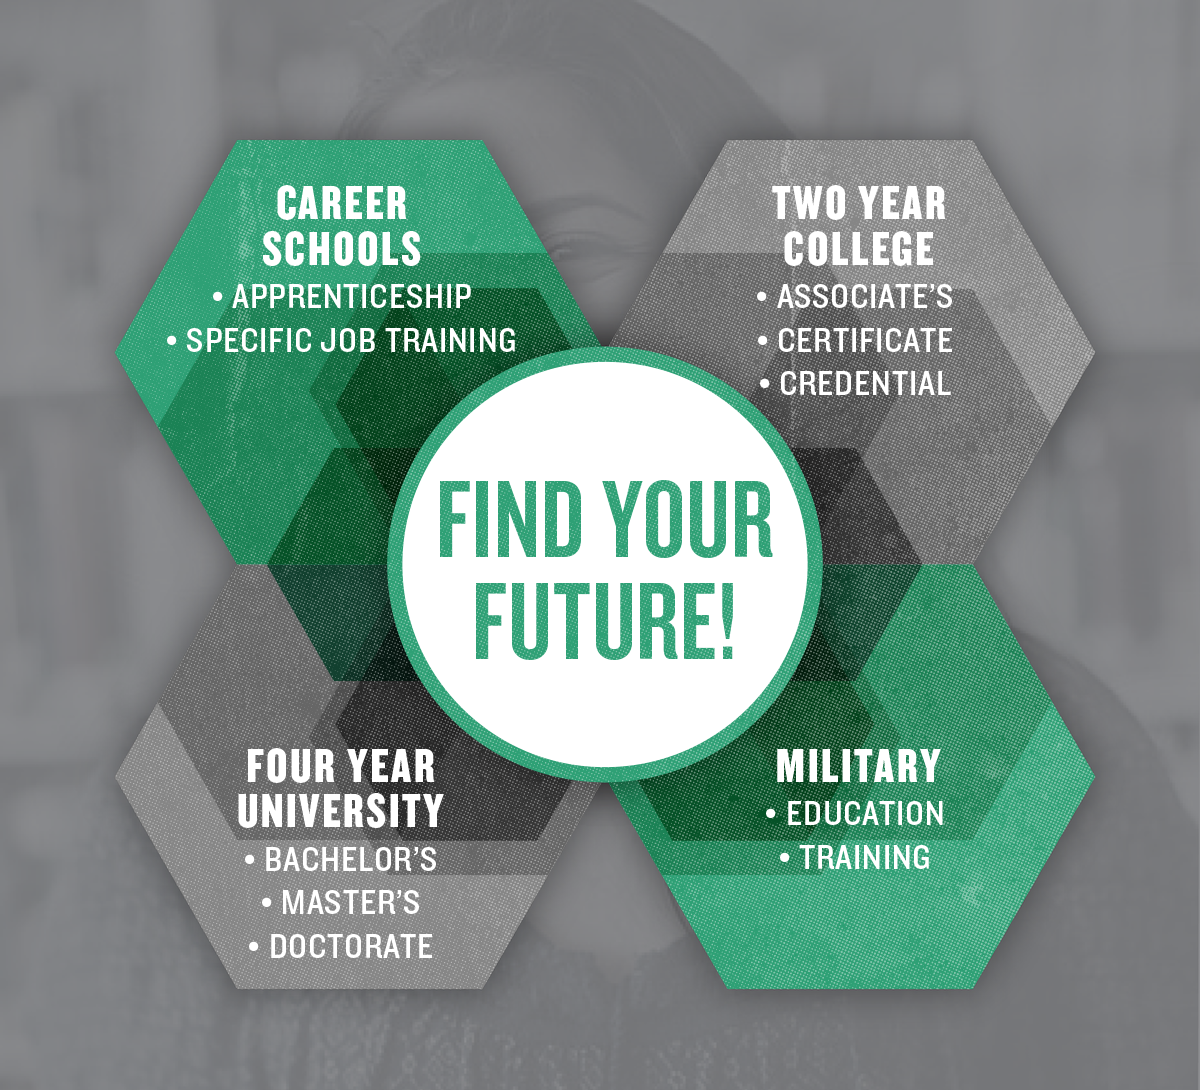 CAREER
SCHOOLS
• APPRENTICESHIP
• SPECIFIC JOB TRAINING
TWO YEAR
COLLEGE
• ASSOCIATE’S
• CERTIFICATE
• CREDENTIAL
FIND YOUR
FUTURE!
FOUR YEAR
UNIVERSITY
• BACHELOR’S
• MASTER’S
• DOCTORATE
MILITARY
• EDUCATION
• TRAINING